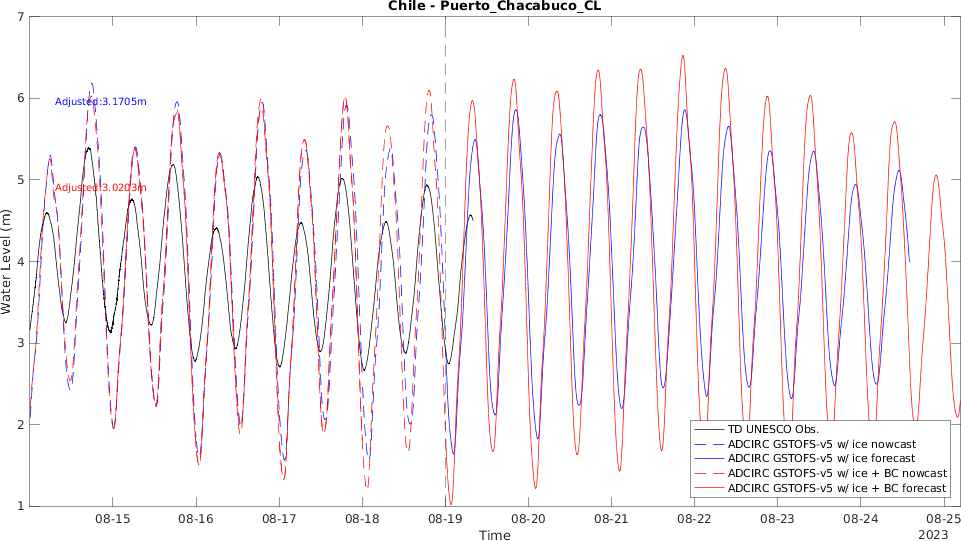 Chile - Puerto_Chacabuco_CL
7
6
5
4
3
2
1
Water Level (m)
Adjusted:3.1705m
Adjusted:3.0203m
TD UNESCO Obs.
ADCIRC GSTOFS-v5 w/ ice nowcast
ADCIRC GSTOFS-v5 w/ ice forecast
ADCIRC GSTOFS-v5 w/ ice + BC nowcast
ADCIRC GSTOFS-v5 w/ ice + BC forecast
08-15 08-16 08-17 08-18 08-19 08-20 08-21 08-22 08-23 08-24 08-25
Time
2023